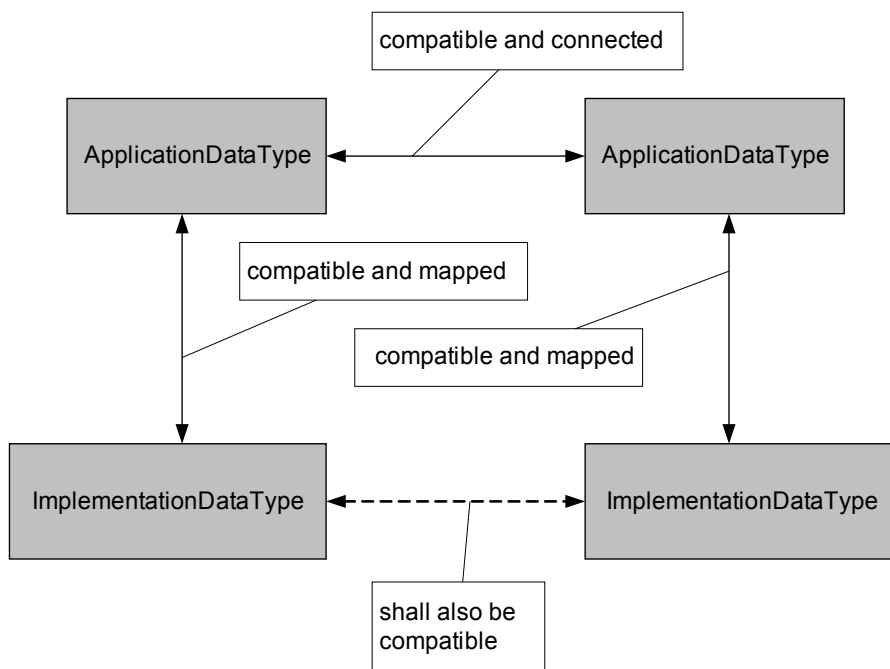 compatible and connected
ApplicationDataType
ApplicationDataType
compatible and mapped
compatible and mapped
ImplementationDataType
ImplementationDataType
shall also be
compatible